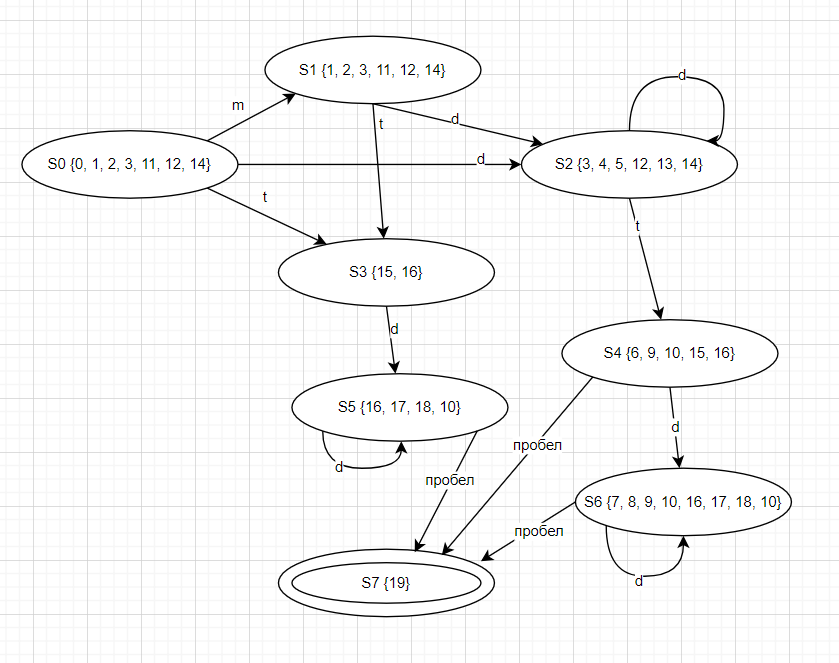 S1 {1, 2, 3, 11, 12, 14}
d
m
t
d
S0 {0, 1, 2, 3, 11, 12, 14}
d
S2 {3, 4, 5, 12, 13, 14}
t
t
S3 {15, 16}
d
S4 {6, 9, 10, 15, 16}
S5 {16, 17, 18, 10}
d
пробел
d
пробел
S6 {7, 8, 9, 10, 16, 17, 18, 10}
пробел
S7 {19}
d